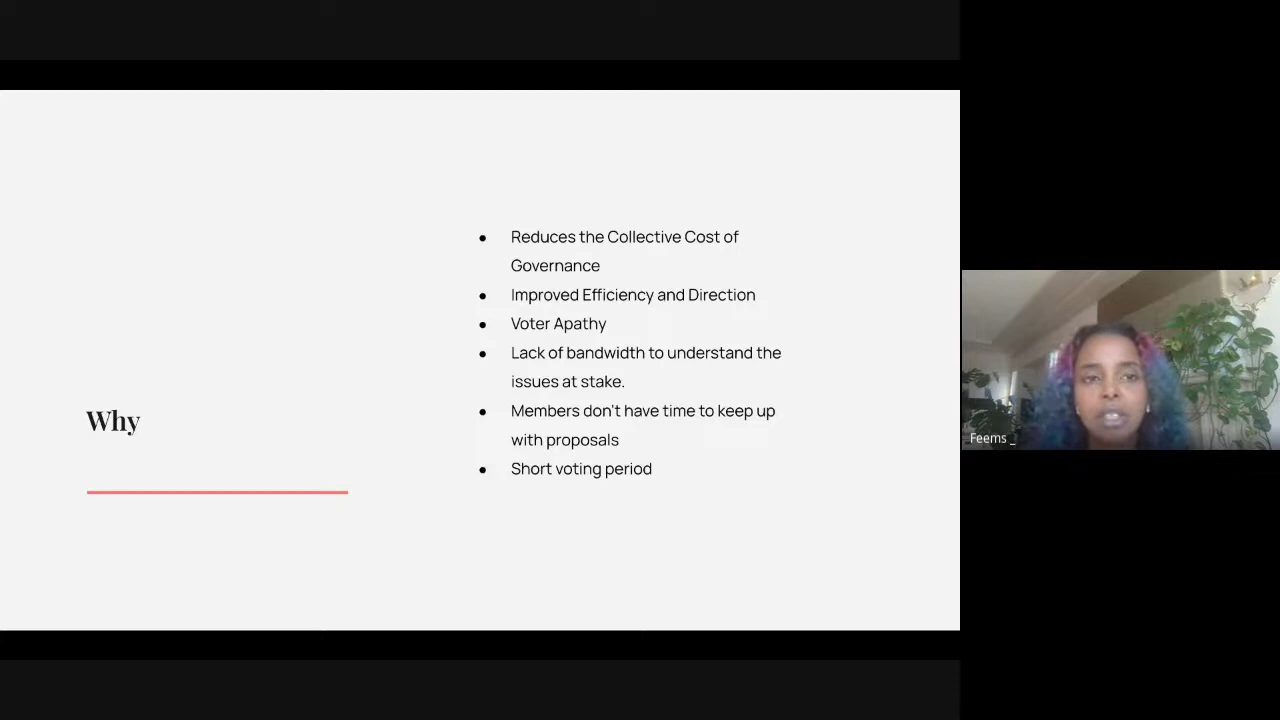 Why
● Reduces the Collective Cost of
Governance
● Improved Efficiency and Direction
● Voter Apathy
● Lack of bandwidth to understand the
issues at stake.
● Members don't have time to keep up
with proposals
● Short voting period
Feems _